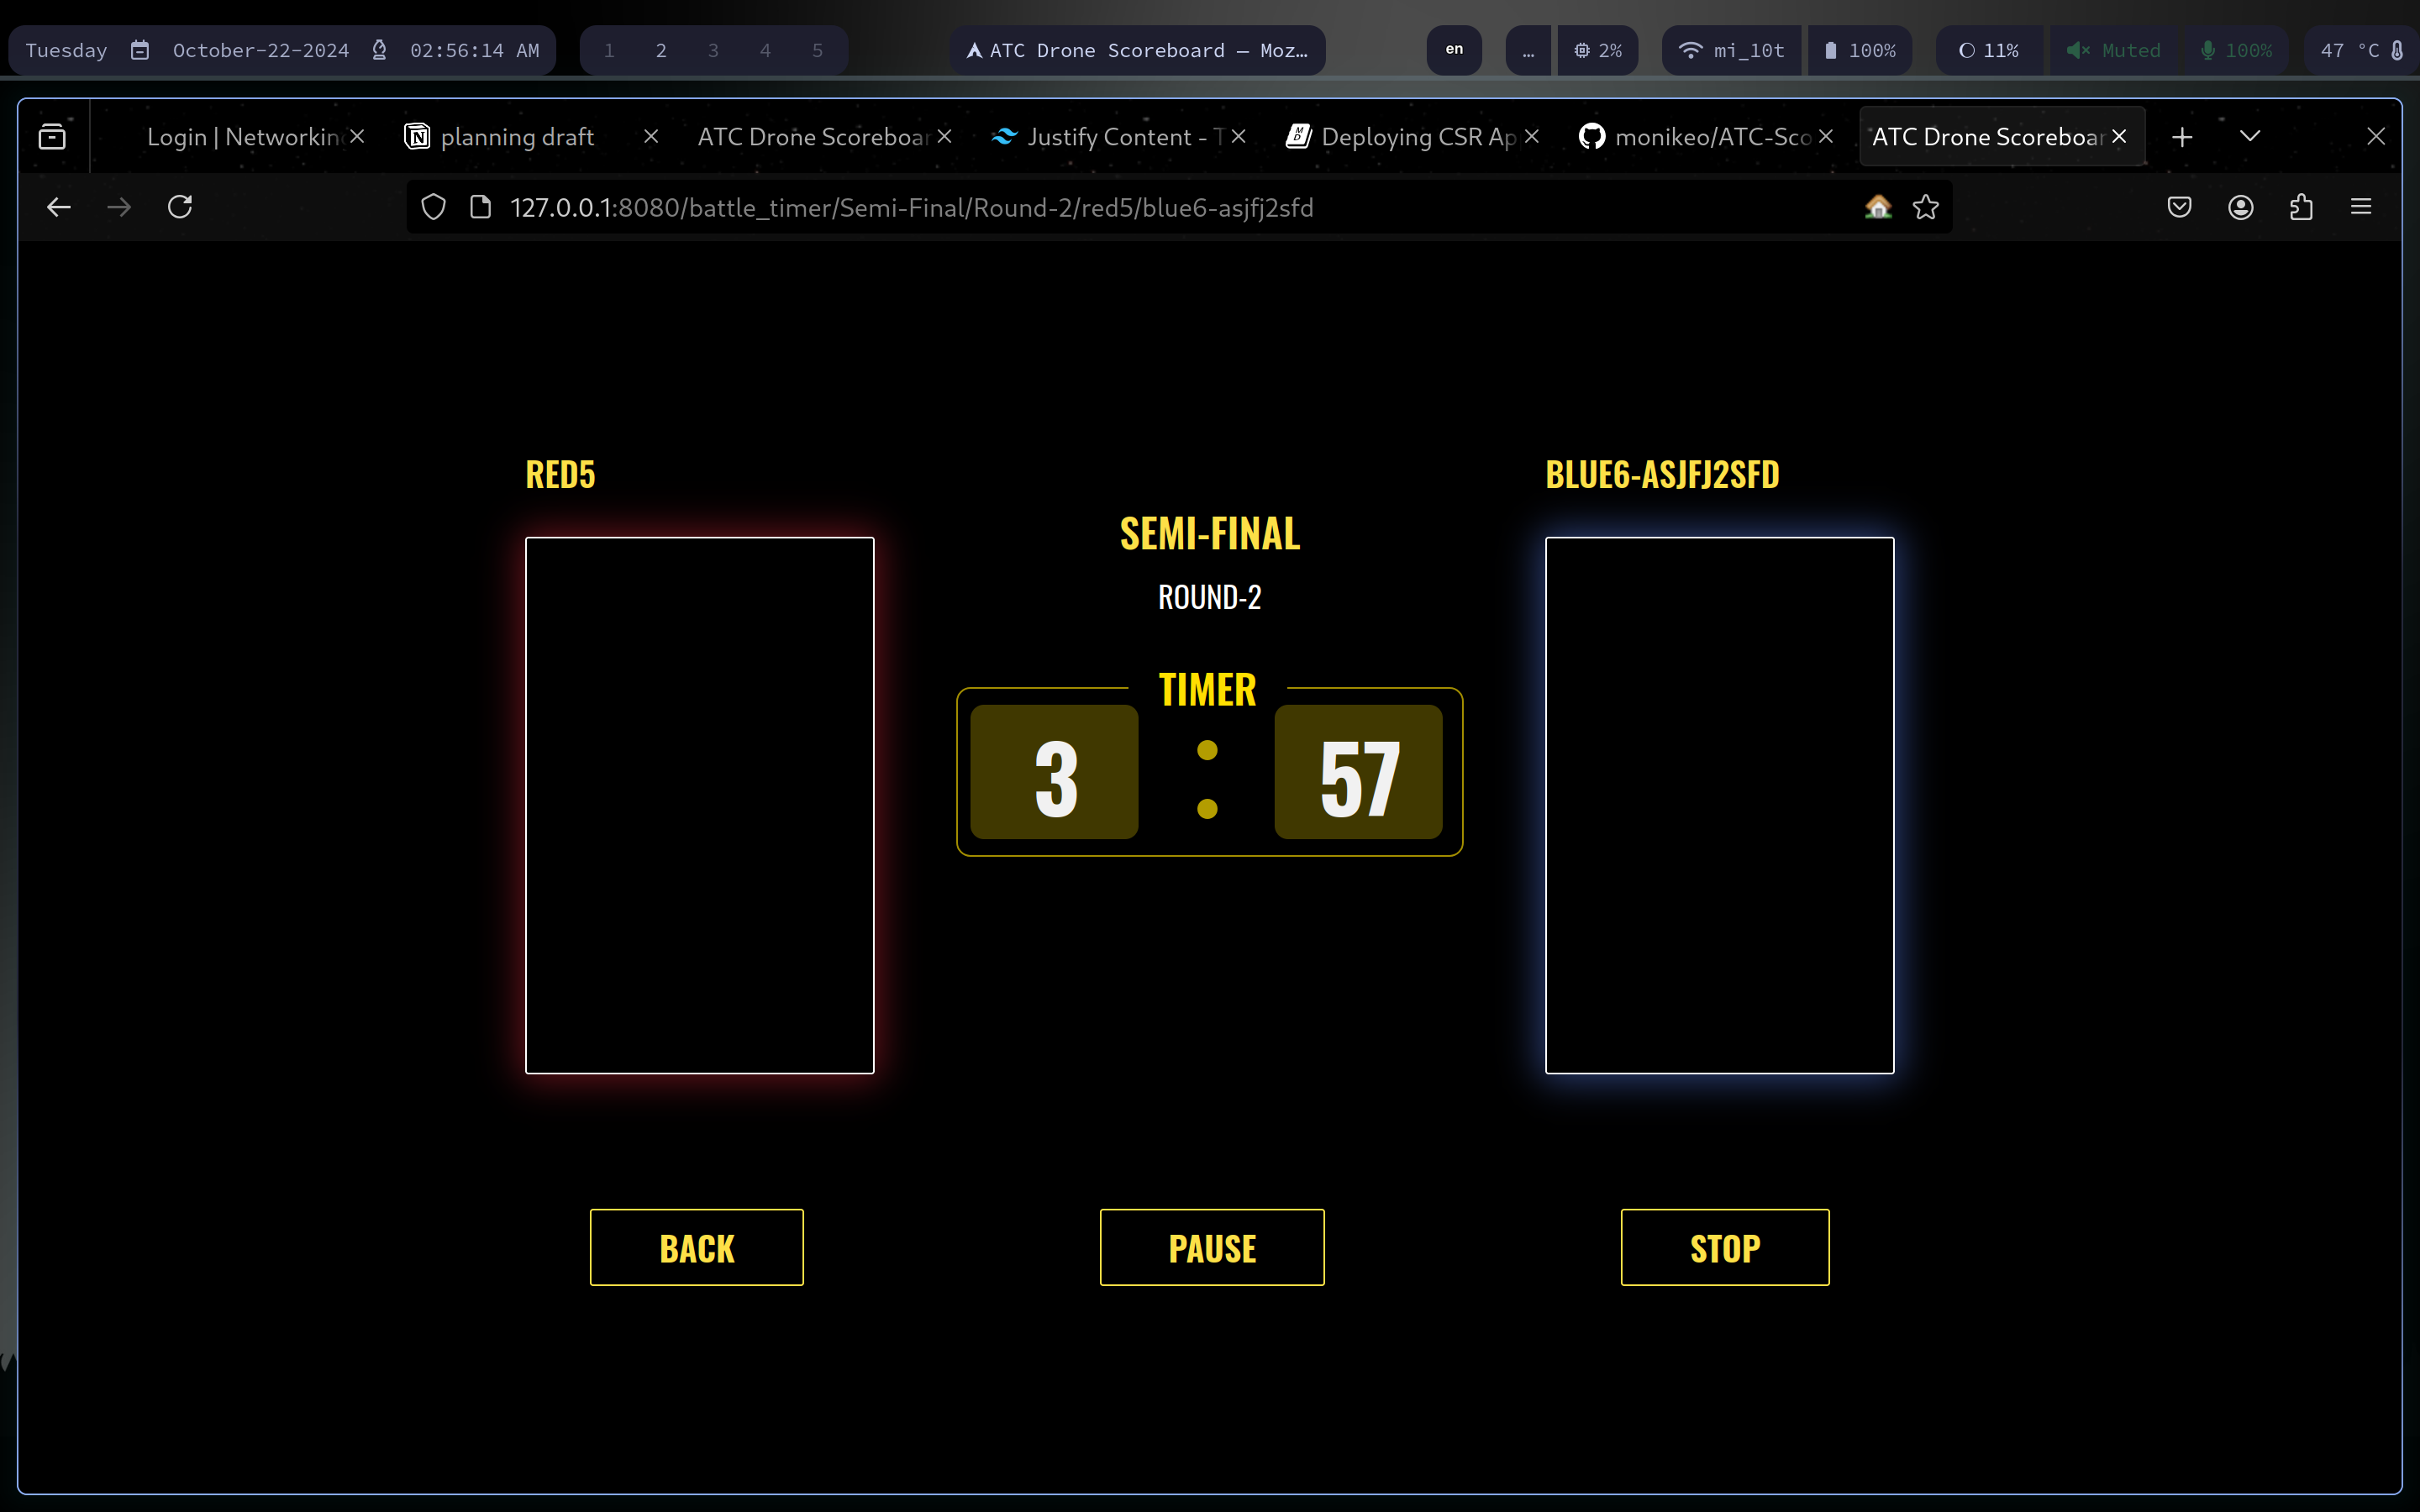 Tuesday October-22-2024 02:56:14 AM 1 2 3 4 5 ATC Drone Scoreboard — Moz… en … 2% mi_10t 100% 11% Muted 100% 47 °C
Login | Networkin planning draft ATC Drone Scoreboar Justify Content - T Deploying CSR Ap monikeo/ATC-Sco ATC Drone Scoreboar
127.0.0.1:8080/battle_timer/Semi-Final/Round-2/red5/blue6-asjfj2sfd
RED5
BLUE6-ASJFJ2SFD
SEMI-FINAL
ROUND-2
TIMER
3 : 57
BACK PAUSE STOP